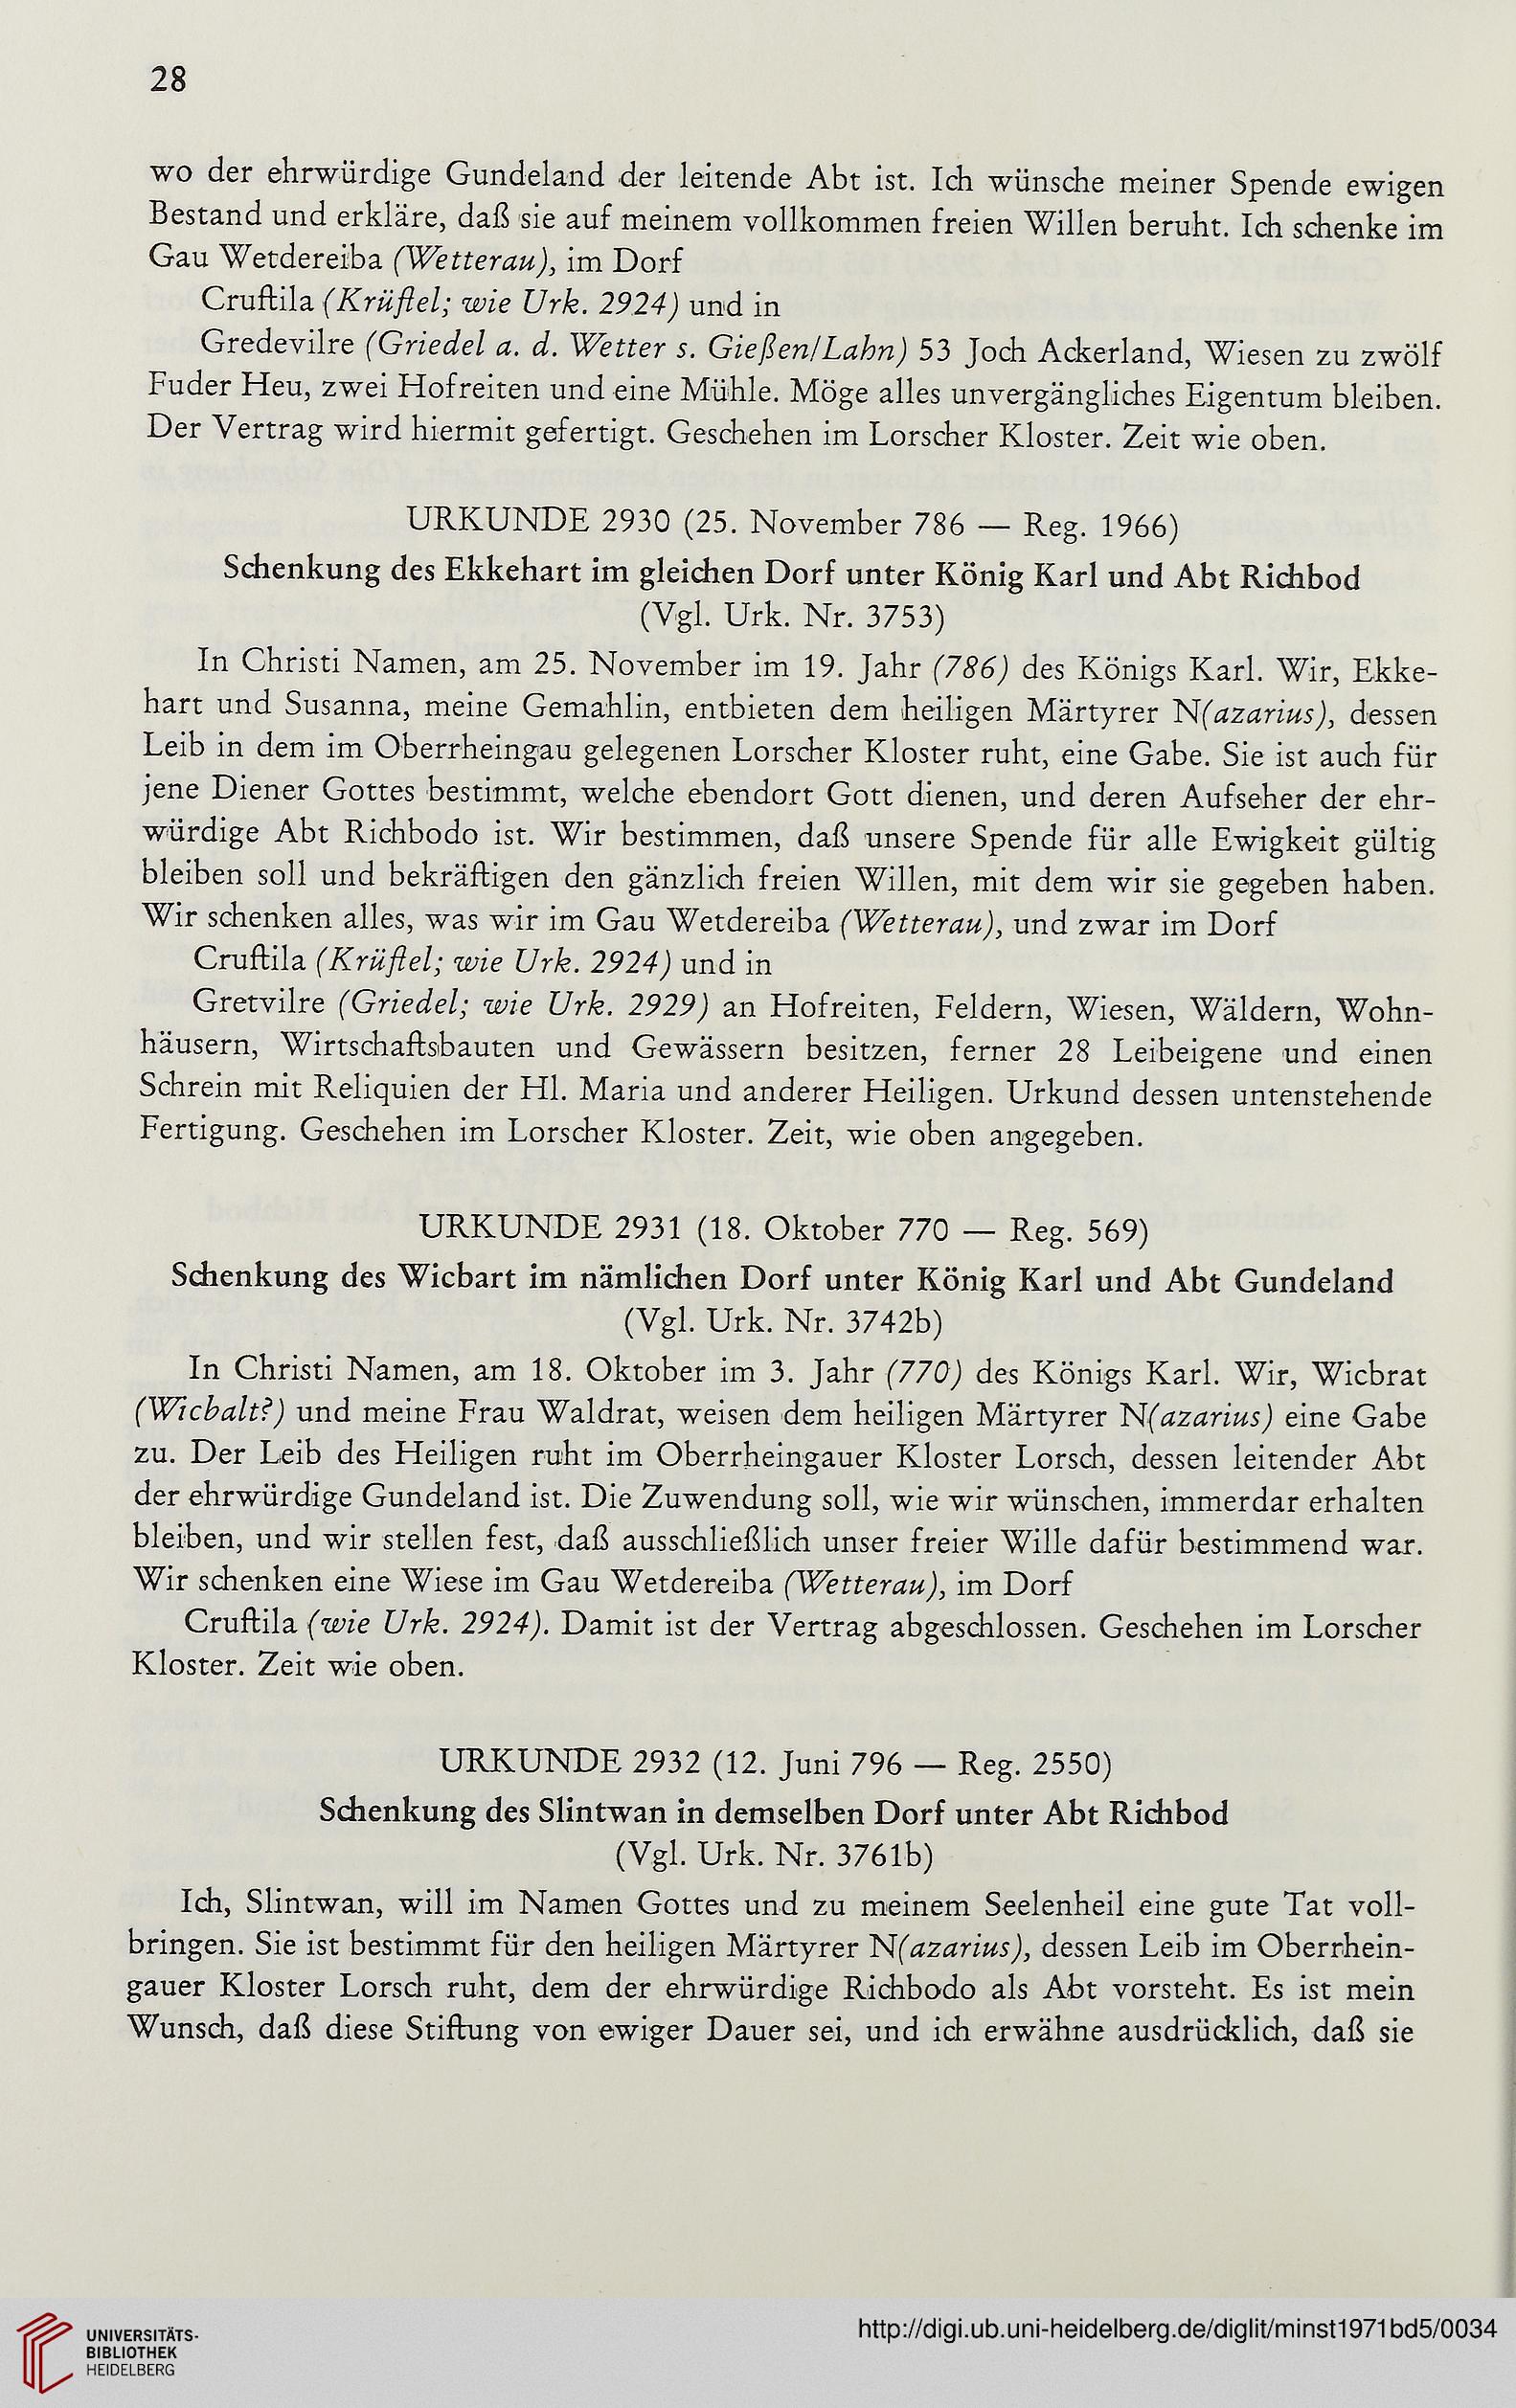 28
wo der ehrwürdige Gundeland der leitende Abt ist. Ich wünsche meiner Spende ewigen
Bestand und erkläre, daß sie auf meinem vollkommen freien Willen beruht. Ich schenke im
Gau Wetdereiba (Wetterau), im Dorf
Cruftila (Krüftel; wie Urk. 2924) und in
Gredevilre (Griedel a. d. Wetter s. Gießen/Lahn) 53 Joch Ackerland, Wiesen zu zwölf
Fuder Heu, zwei Hofreiten und eine Mühle. Möge alles unvergängliches Eigentum bleiben.
Der Vertrag wird hiermit gefertigt. Geschehen im Lorscher Kloster. Zeit wie oben.
URKUNDE 2930 (25. November 786 — Reg. 1966)
Schenkung des Ekkehart im gleichen Dorf unter König Karl und Abt Richbod
(Vgl. Urk. Nr. 3753)
In Christi Namen, am 25. November im 19. Jahr (786) des Königs Karl. Wir, Ekke-
hart und Susanna, meine Gemahlin, entbieten dem heiligen Märtyrer N(azarius), dessen
Leib in dem im Oberrheingau gelegenen Lorscher Kloster ruht, eine Gabe. Sie ist auch für
jene Diener Gottes bestimmt, welche ebendort Gott dienen, und deren Aufseher der ehr-
würdige Abt Richbodo ist. Wir bestimmen, daß unsere Spende für alle Ewigkeit gültig
bleiben soll und bekräftigen den gänzlich freien Willen, mit dem wir sie gegeben haben.
Wir schenken alles, was wir im Gau Wetdereiba (Wetterau), und zwar im Dorf
Cruftila (Krüftel; wie Urk. 2924) und in
Gretvilre (Griedel; wie Urk. 2929) an Hofreiten, Feldern, Wiesen, Wäldern, Wohn-
häusern, Wirtschaftsbauten und Gewässern besitzen, ferner 28 Leibeigene und einen
Schrein mit Reliquien der Hl. Maria und anderer Heiligen. Urkund dessen untenstehende
Fertigung. Geschehen im Lorscher Kloster. Zeit, wie oben angegeben.
URKUNDE 2931 (18. Oktober 770 — Reg. 569)
Schenkung des Wicbart im nämlichen Dorf unter König Karl und Abt Gundeland
(Vgl. Urk. Nr. 3742b)
In Christi Namen, am 18. Oktober im 3. Jahr (770) des Königs Karl. Wir, Wicbrat
(Wicbalt?) und meine Frau Waldrat, weisen dem heiligen Märtyrer N(azarius) eine Gabe
zu. Der Leib des Heiligen ruht im Oberrheingauer Kloster Lorsch, dessen leitender Abt
der ehrwürdige Gundeland ist. Die Zuwendung soll, wie wir wünschen, immerdar erhalten
bleiben, und wir stellen fest, daß ausschließlich unser freier Wille dafür bestimmend war.
Wir schenken eine Wiese im Gau Wetdereiba (Wetterau), im Dorf
Cruftila (wie Urk. 2924). Damit ist der Vertrag abgeschlossen. Geschehen im Lorscher
Kloster. Zeit wie oben.
URKUNDE 2932 (12. Juni 796 — Reg. 2550)
Schenkung des Slintwan in demselben Dorf unter Abt Richbod
(Vgl. Urk. Nr. 3761b)
Ich, Slintwan, will im Namen Gottes und zu meinem Seelenheil eine gute Tat voll-
bringen. Sie ist bestimmt für den heiligen Märtyrer N(azarius), dessen Leib im Oberrhein-
gauer Kloster Lorsch ruht, dem der ehrwürdige Richbodo als Abt vorsteht. Es ist mein
Wunsch, daß diese Stiftung von ewiger Dauer sei, und ich erwähne ausdrücklich, daß sie
UNIVERSITÄTS-
BIBLIOTHEK
HEIDELBERG
http://digi.ub.uni-heidelberg.de/diglit/minst1971bd5/0034